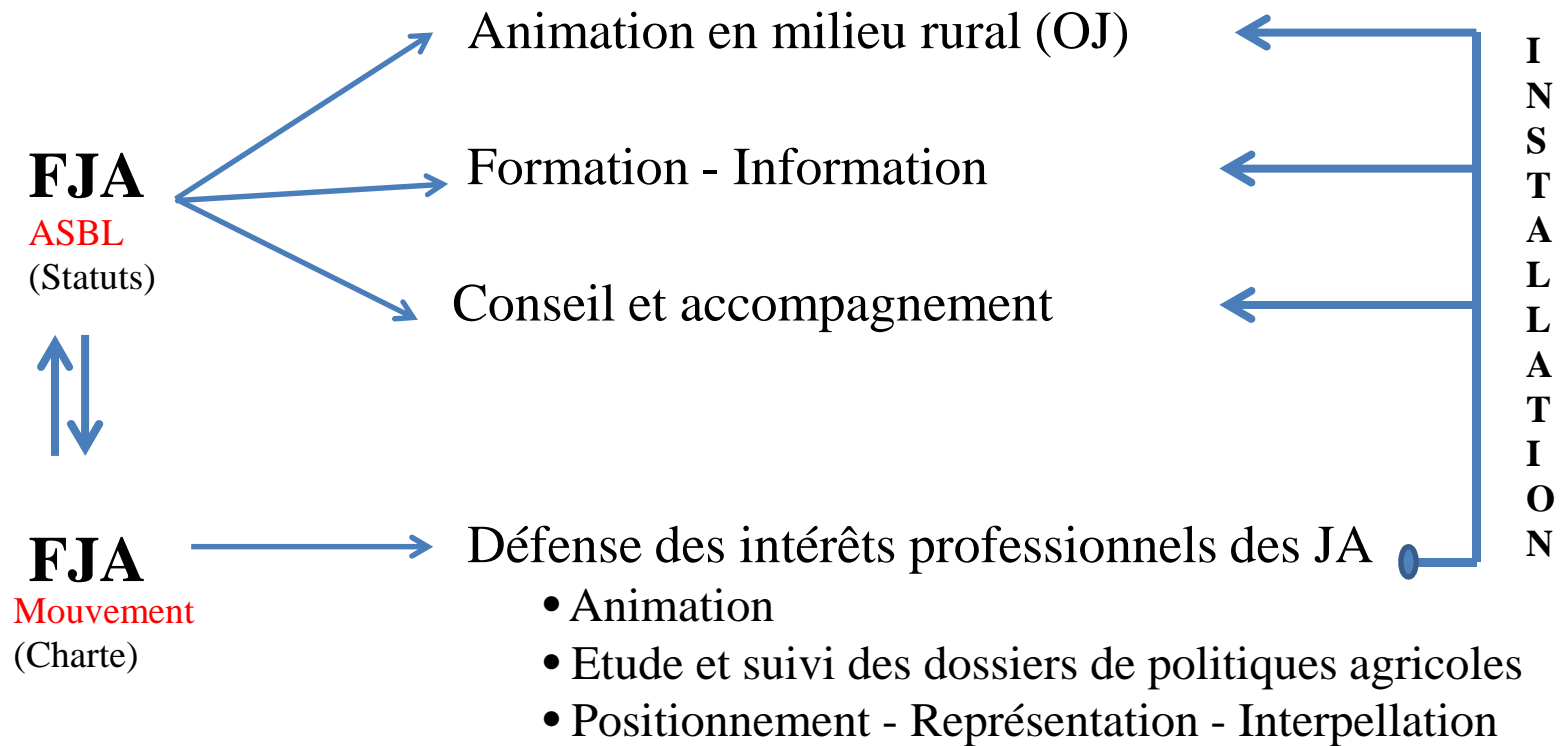 Animation en milieu rural (OJ)
FJA
ASBL
(Statuts)
Formation - Information
Conseil et accompagnement
FJA
Mouvement
(Charte)
Défense des intérêts professionnels des JA
• Animation
• Etude et suivi des dossiers de politiques agricoles
• Positionnement - Représentation - Interpellation
I
N
S
T
A
L
L
A
T
I
O
N